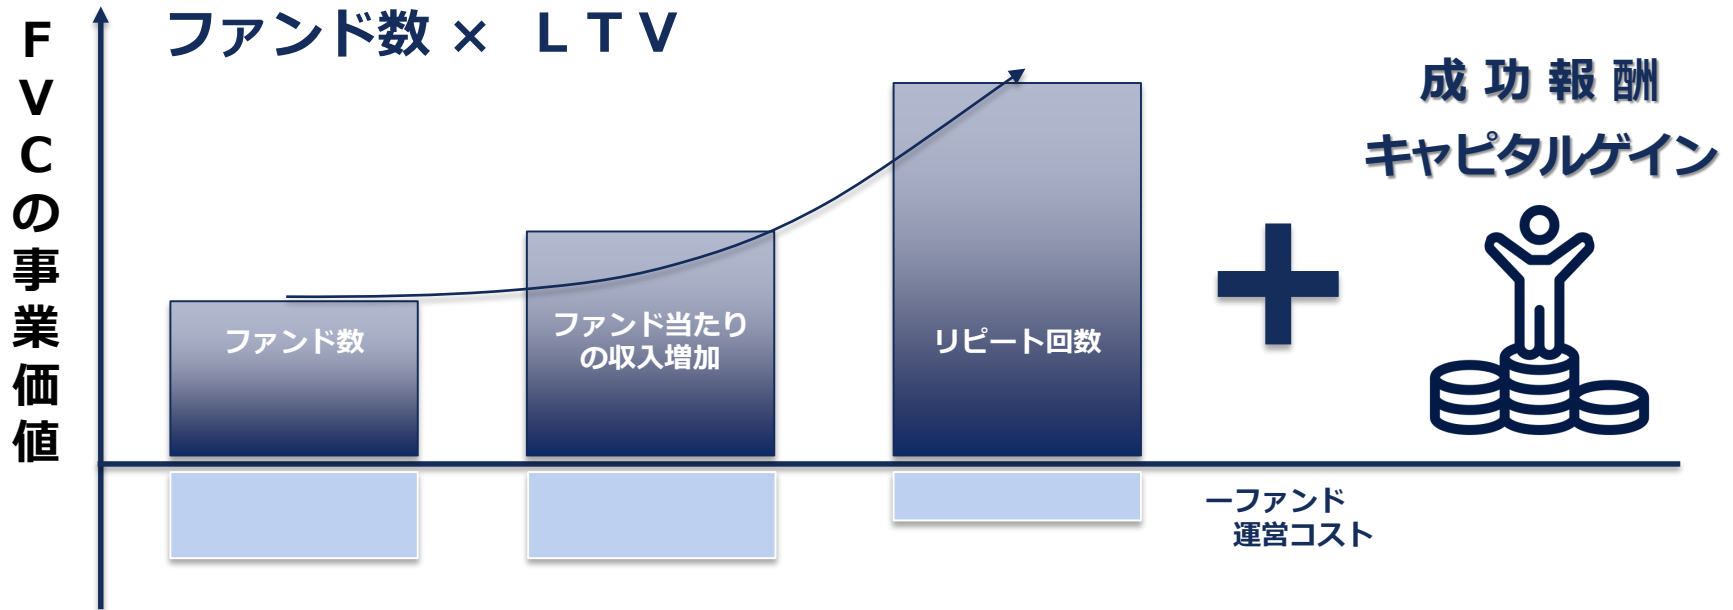 FVCの事業価値
ファンド数 × LTV
成功報酬
キャピタルゲイン
ファンド数
ファンド当たり
の収入増加
リピート回数
ーファンド
運営コスト